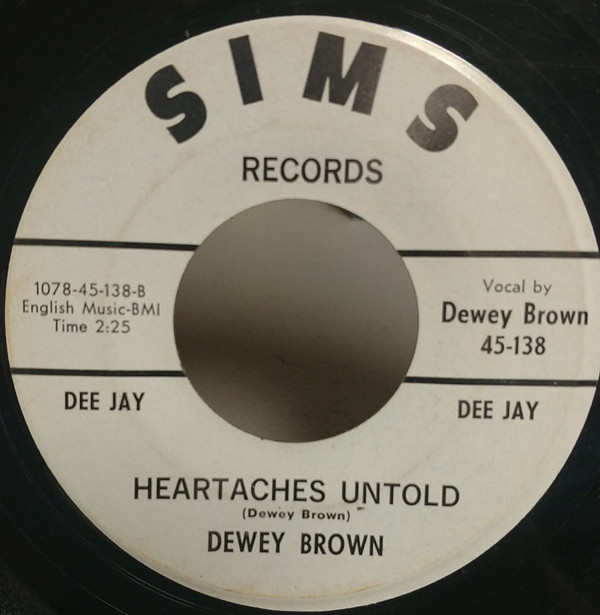 SIMS
RECORDS
1078-45-138-B
English Music-BMI
Time 2:25
Vocal by
Dewey Brown
45-138
DEE JAY
DEE JAY
HEARTACHES UNTOLD
(Dewey Brown)
DEWEY BROWN